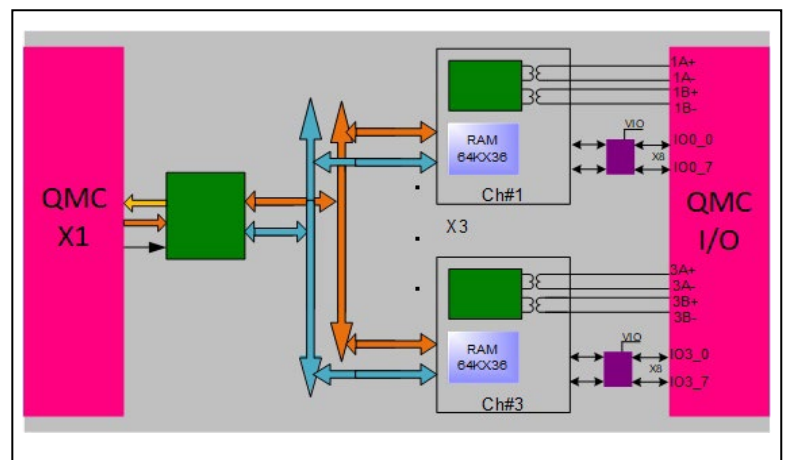 QMC
X1
RAM
64KX36
Ch#1
X3
RAM
64KX36
Ch#3
1A+
1A-
1B+
1B-
VIO
IO0_0
X8
IO0_7
QMC
I/O
3A+
3A-
3B+
3B-
VIO
IO3_0
X8
IO3_7